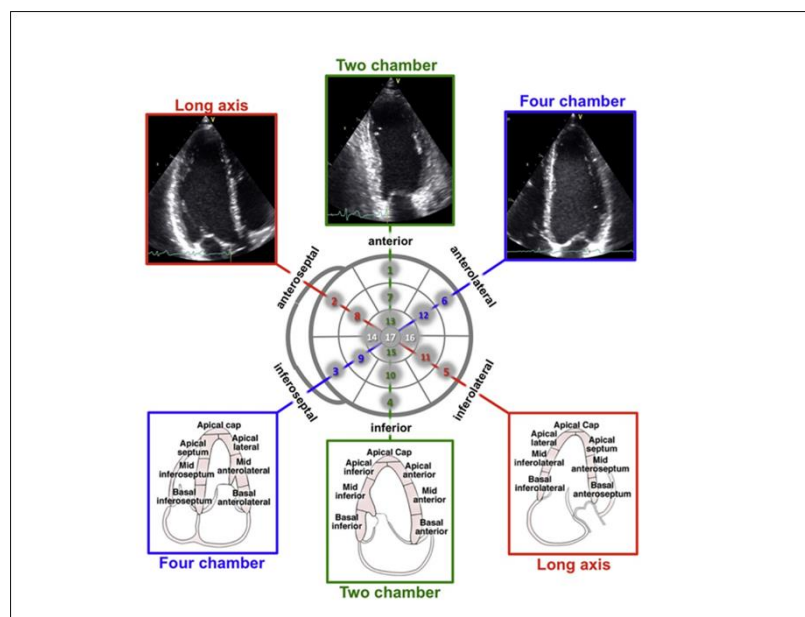 Two chamber
Long axis
Four chamber
V
V
V
anterior
anteroseptal
anterolateral
1
2
7
6
8
13
12
14
17
16
9
15
11
3
10
5
4
inferoseptal
inferolateral
inferior
Apical cap
Apical
septum
Apical
lateral
Mid
inferoseptum
Mid
anterolateral
Basal
inferoseptum
Basal
anterolateral
Four chamber
Apical Cap
Apical
inferior
Apical
anterior
Mid
inferior
Mid
anterior
Basal
inferior
Basal
anterior
Two chamber
Apical Cap
Apical
lateral
Apical
septum
Mid
inferolateral
Mid
anteroseptum
Basal
inferolateral
Basal
anteroseptum
Long axis